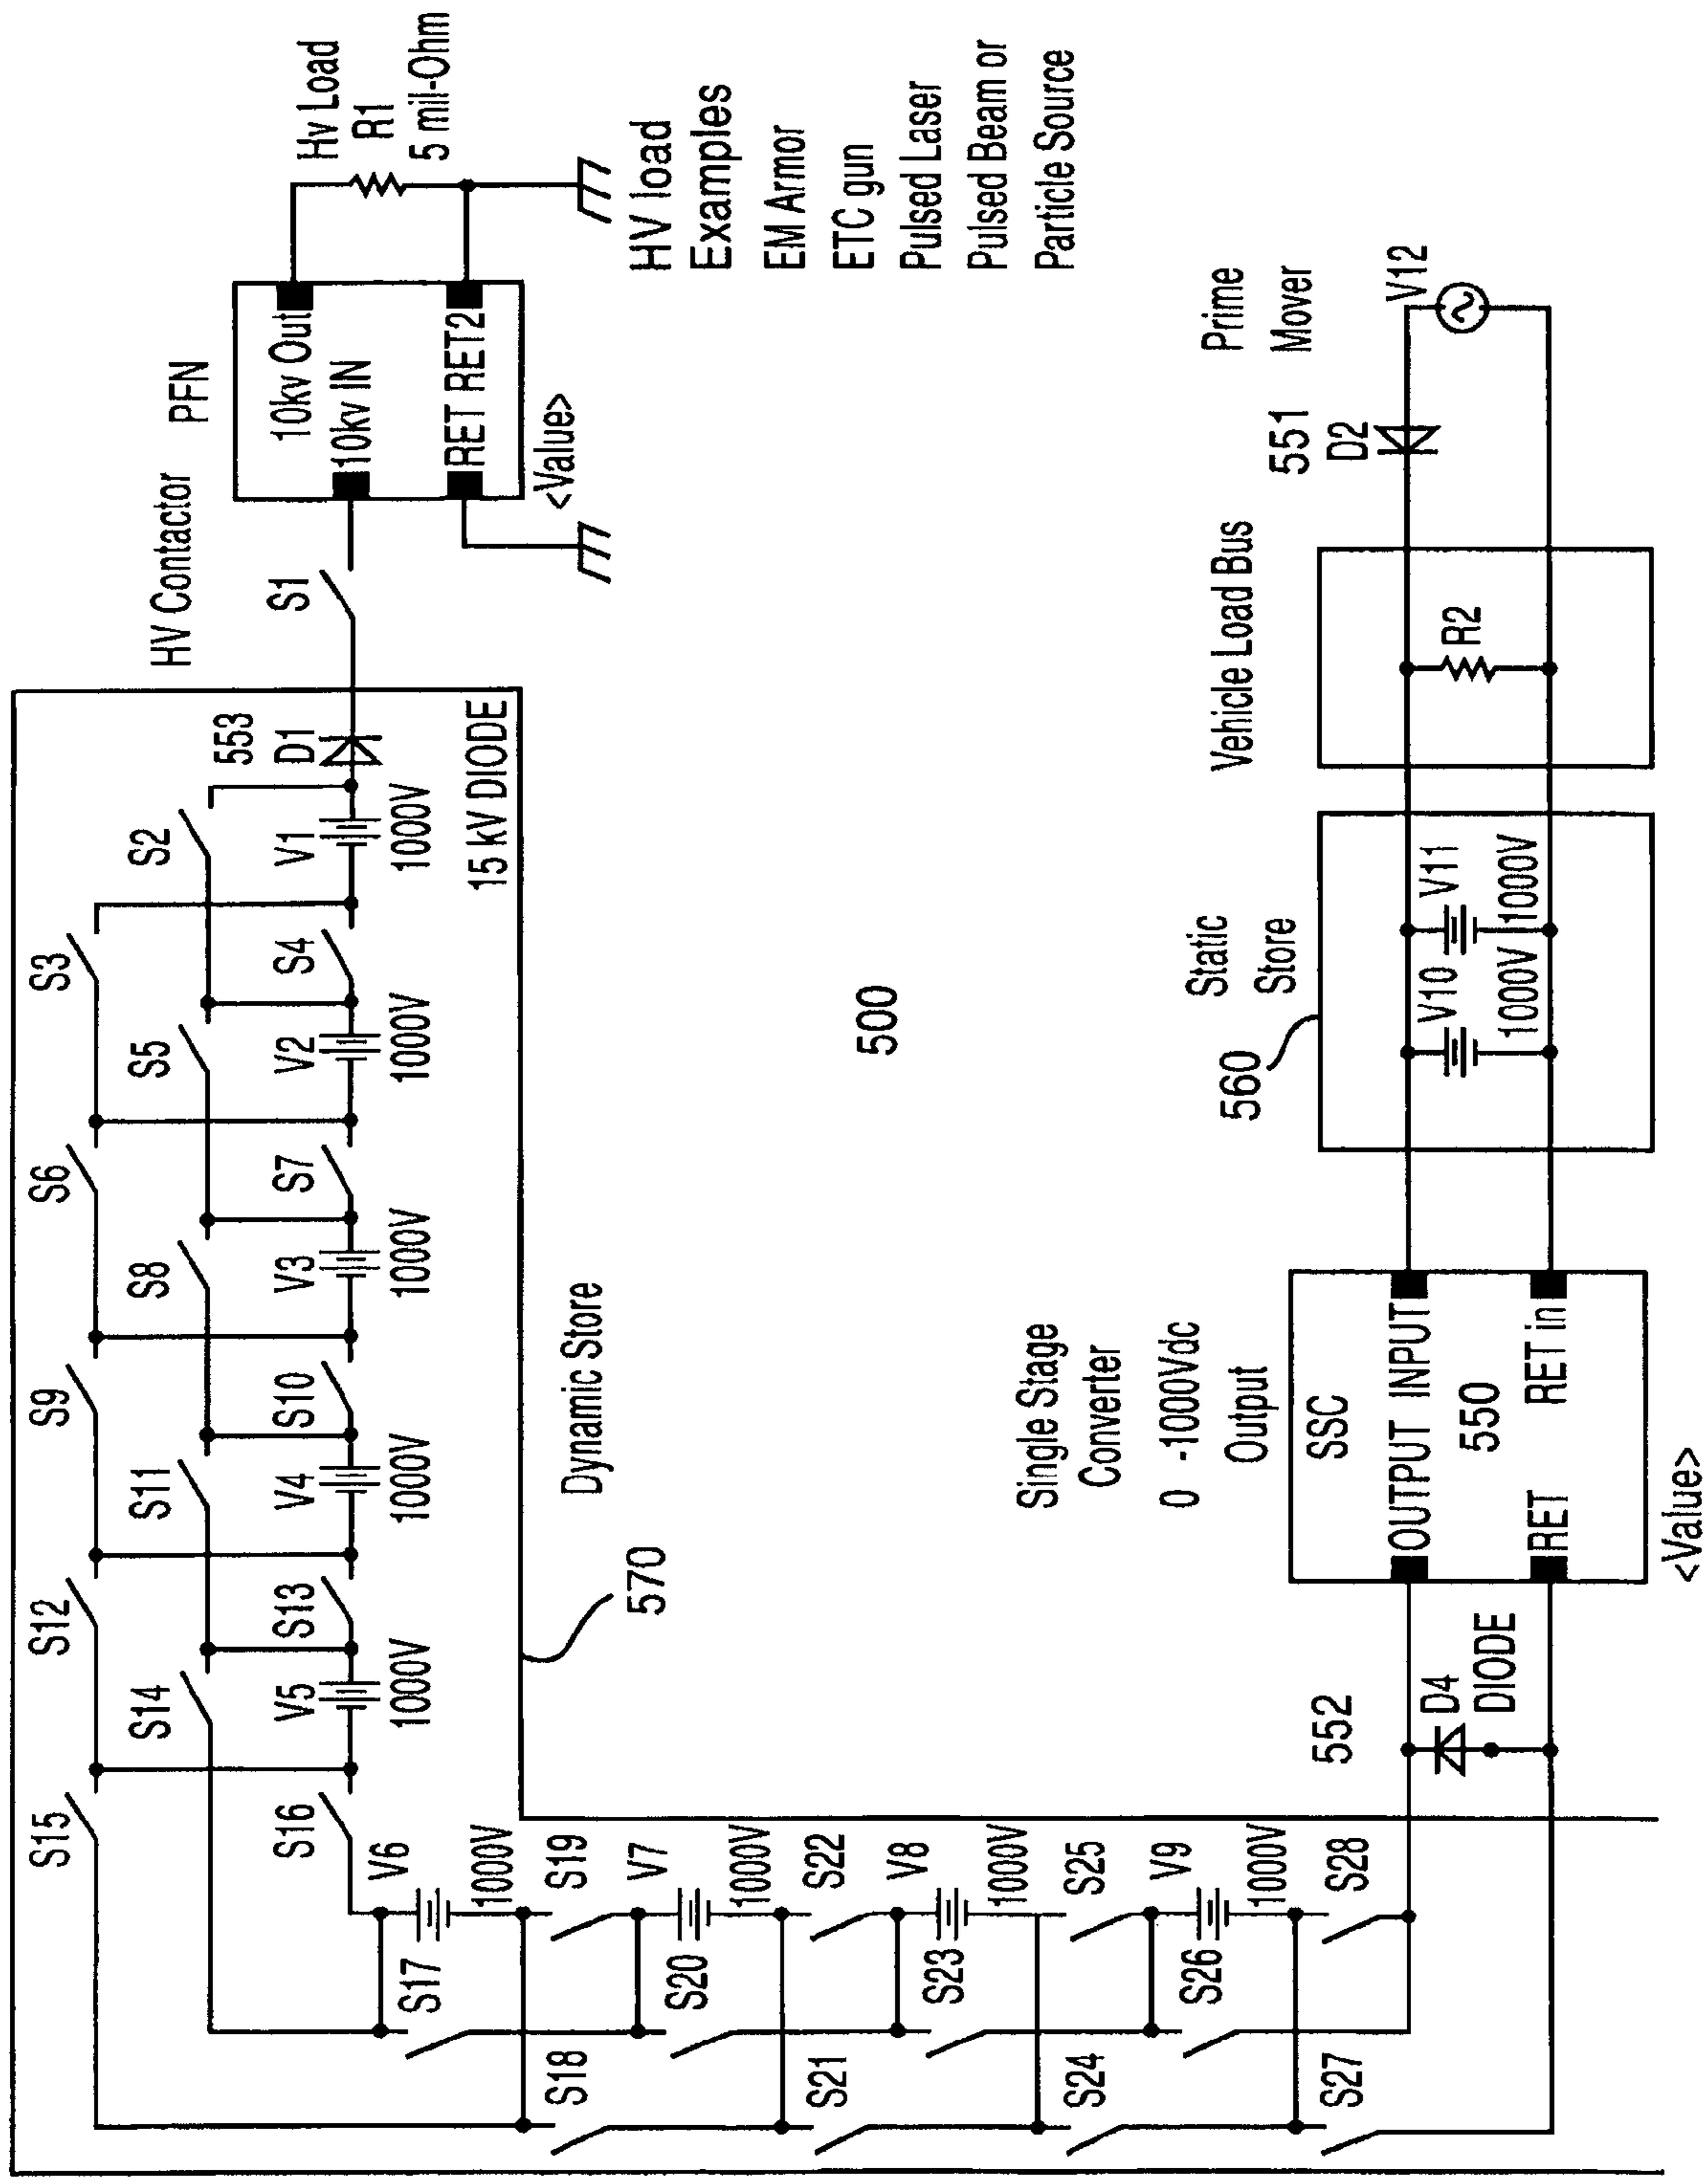 HV Contactor
PFN
Hv Load
R1
5 mil-Ohm
S1
10kv Out
10kv IN
RET RET2
<Value>
HV load
Examples
EM Armor
ETC gun
Pulsed Laser
Pulsed Beam or
Particle Source
S15
S12
S9
S6
S3
S14
S11
S8
S5
S2
553
S16
V5
S13
V4
S10
V3
S7
V2
S4
V1
D1
1000V
1000V
1000V
1000V
1000V
15 kV DIODE
570
Dynamic Store
500
V6
1000V
S17
S18
S19
V7
1000V
S20
S21
S22
V8
1000V
S23
S24
S25
V9
1000V
S26
S27
S28
552
D4
DIODE
Single Stage
Converter
0 -1000Vdc
Output
SSC
OUTPUT INPUT
550
RET
RET in
<Value>
560
Static
Store
V10
V11
1000V
1000V
Vehicle Load Bus
R2
551
D2
Prime
Mover
V12